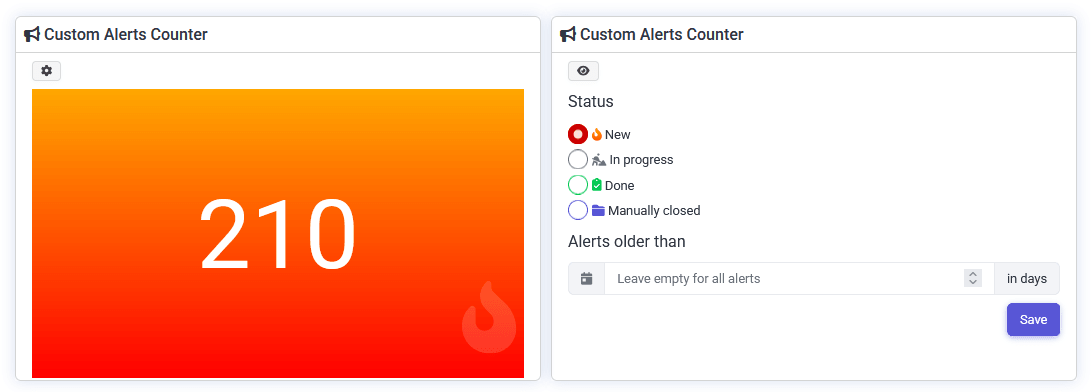 Custom Alerts Counter
210
Custom Alerts Counter
Status
New
In progress
Done
Manually closed
Alerts older than
Leave empty for all alerts in days
Save